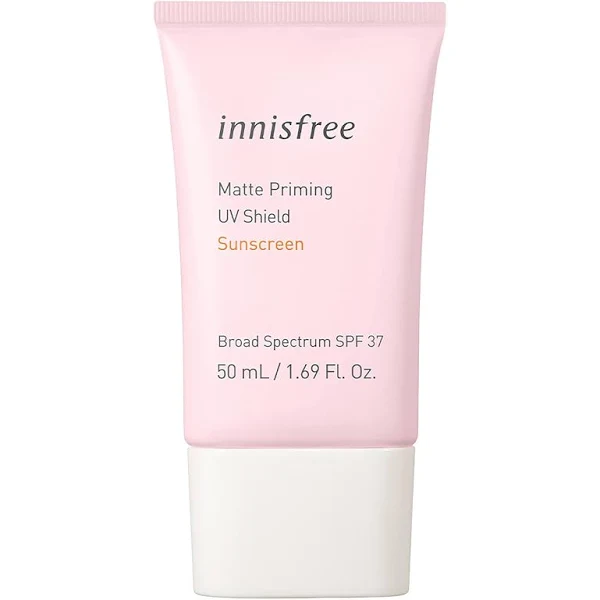 innisfree
Matte Priming
UV Shield
Sunscreen
Broad Spectrum SPF 37
50 mL / 1.69 Fl. Oz.